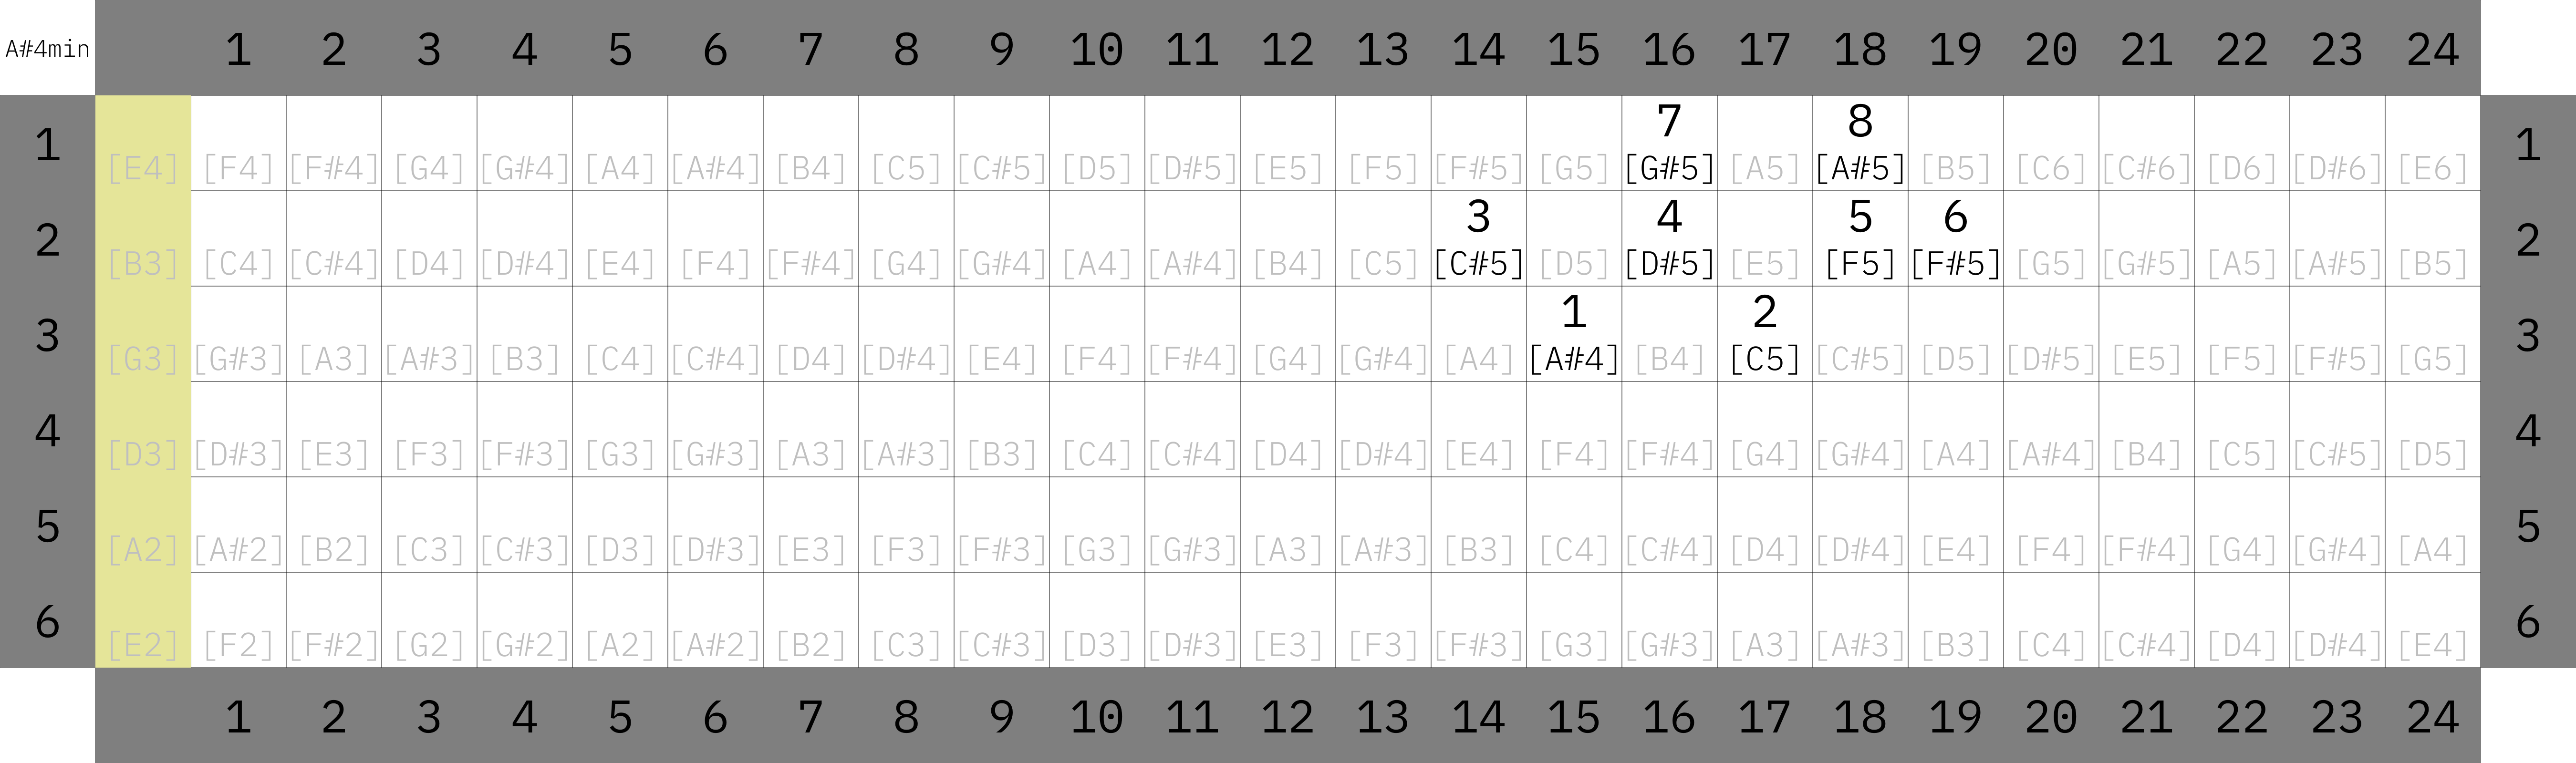 A#4min 1 2 3 4 5 6 7 8 9 10 11 12 13 14 15 16 17 18 19 20 21 22 23 24
7 8
1 [E4] [F4] [F#4] [G4] [G#4] [A4] [A#4] [B4] [C5] [C#5] [D5] [D#5] [E5] [F5] [F#5] [G5] [G#5] [A5] [A#5] [B5] [C6] [C#6] [D6] [D#6] [E6] 1
3 4 5 6
2 [B3] [C4] [C#4] [D4] [D#4] [E4] [F4] [F#4] [G4] [G#4] [A4] [A#4] [B4] [C5] [C#5] [D5] [D#5] [E5] [F5] [F#5] [G5] [G#5] [A5] [A#5] [B5] 2
1 2
3 [G3] [G#3] [A3] [A#3] [B3] [C4] [C#4] [D4] [D#4] [E4] [F4] [F#4] [G4] [G#4] [A4] [A#4] [B4] [C5] [C#5] [D5] [D#5] [E5] [F5] [F#5] [G5] 3
4 [D3] [D#3] [E3] [F3] [F#3] [G3] [G#3] [A3] [A#3] [B3] [C4] [C#4] [D4] [D#4] [E4] [F4] [F#4] [G4] [G#4] [A4] [A#4] [B4] [C5] [C#5] [D5] 4
5 [A2] [A#2] [B2] [C3] [C#3] [D3] [D#3] [E3] [F3] [F#3] [G3] [G#3] [A3] [A#3] [B3] [C4] [C#4] [D4] [D#4] [E4] [F4] [F#4] [G4] [G#4] [A4] 5
6 [E2] [F2] [F#2] [G2] [G#2] [A2] [A#2] [B2] [C3] [C#3] [D3] [D#3] [E3] [F3] [F#3] [G3] [G#3] [A3] [A#3] [B3] [C4] [C#4] [D4] [D#4] [E4] 6
1 2 3 4 5 6 7 8 9 10 11 12 13 14 15 16 17 18 19 20 21 22 23 24